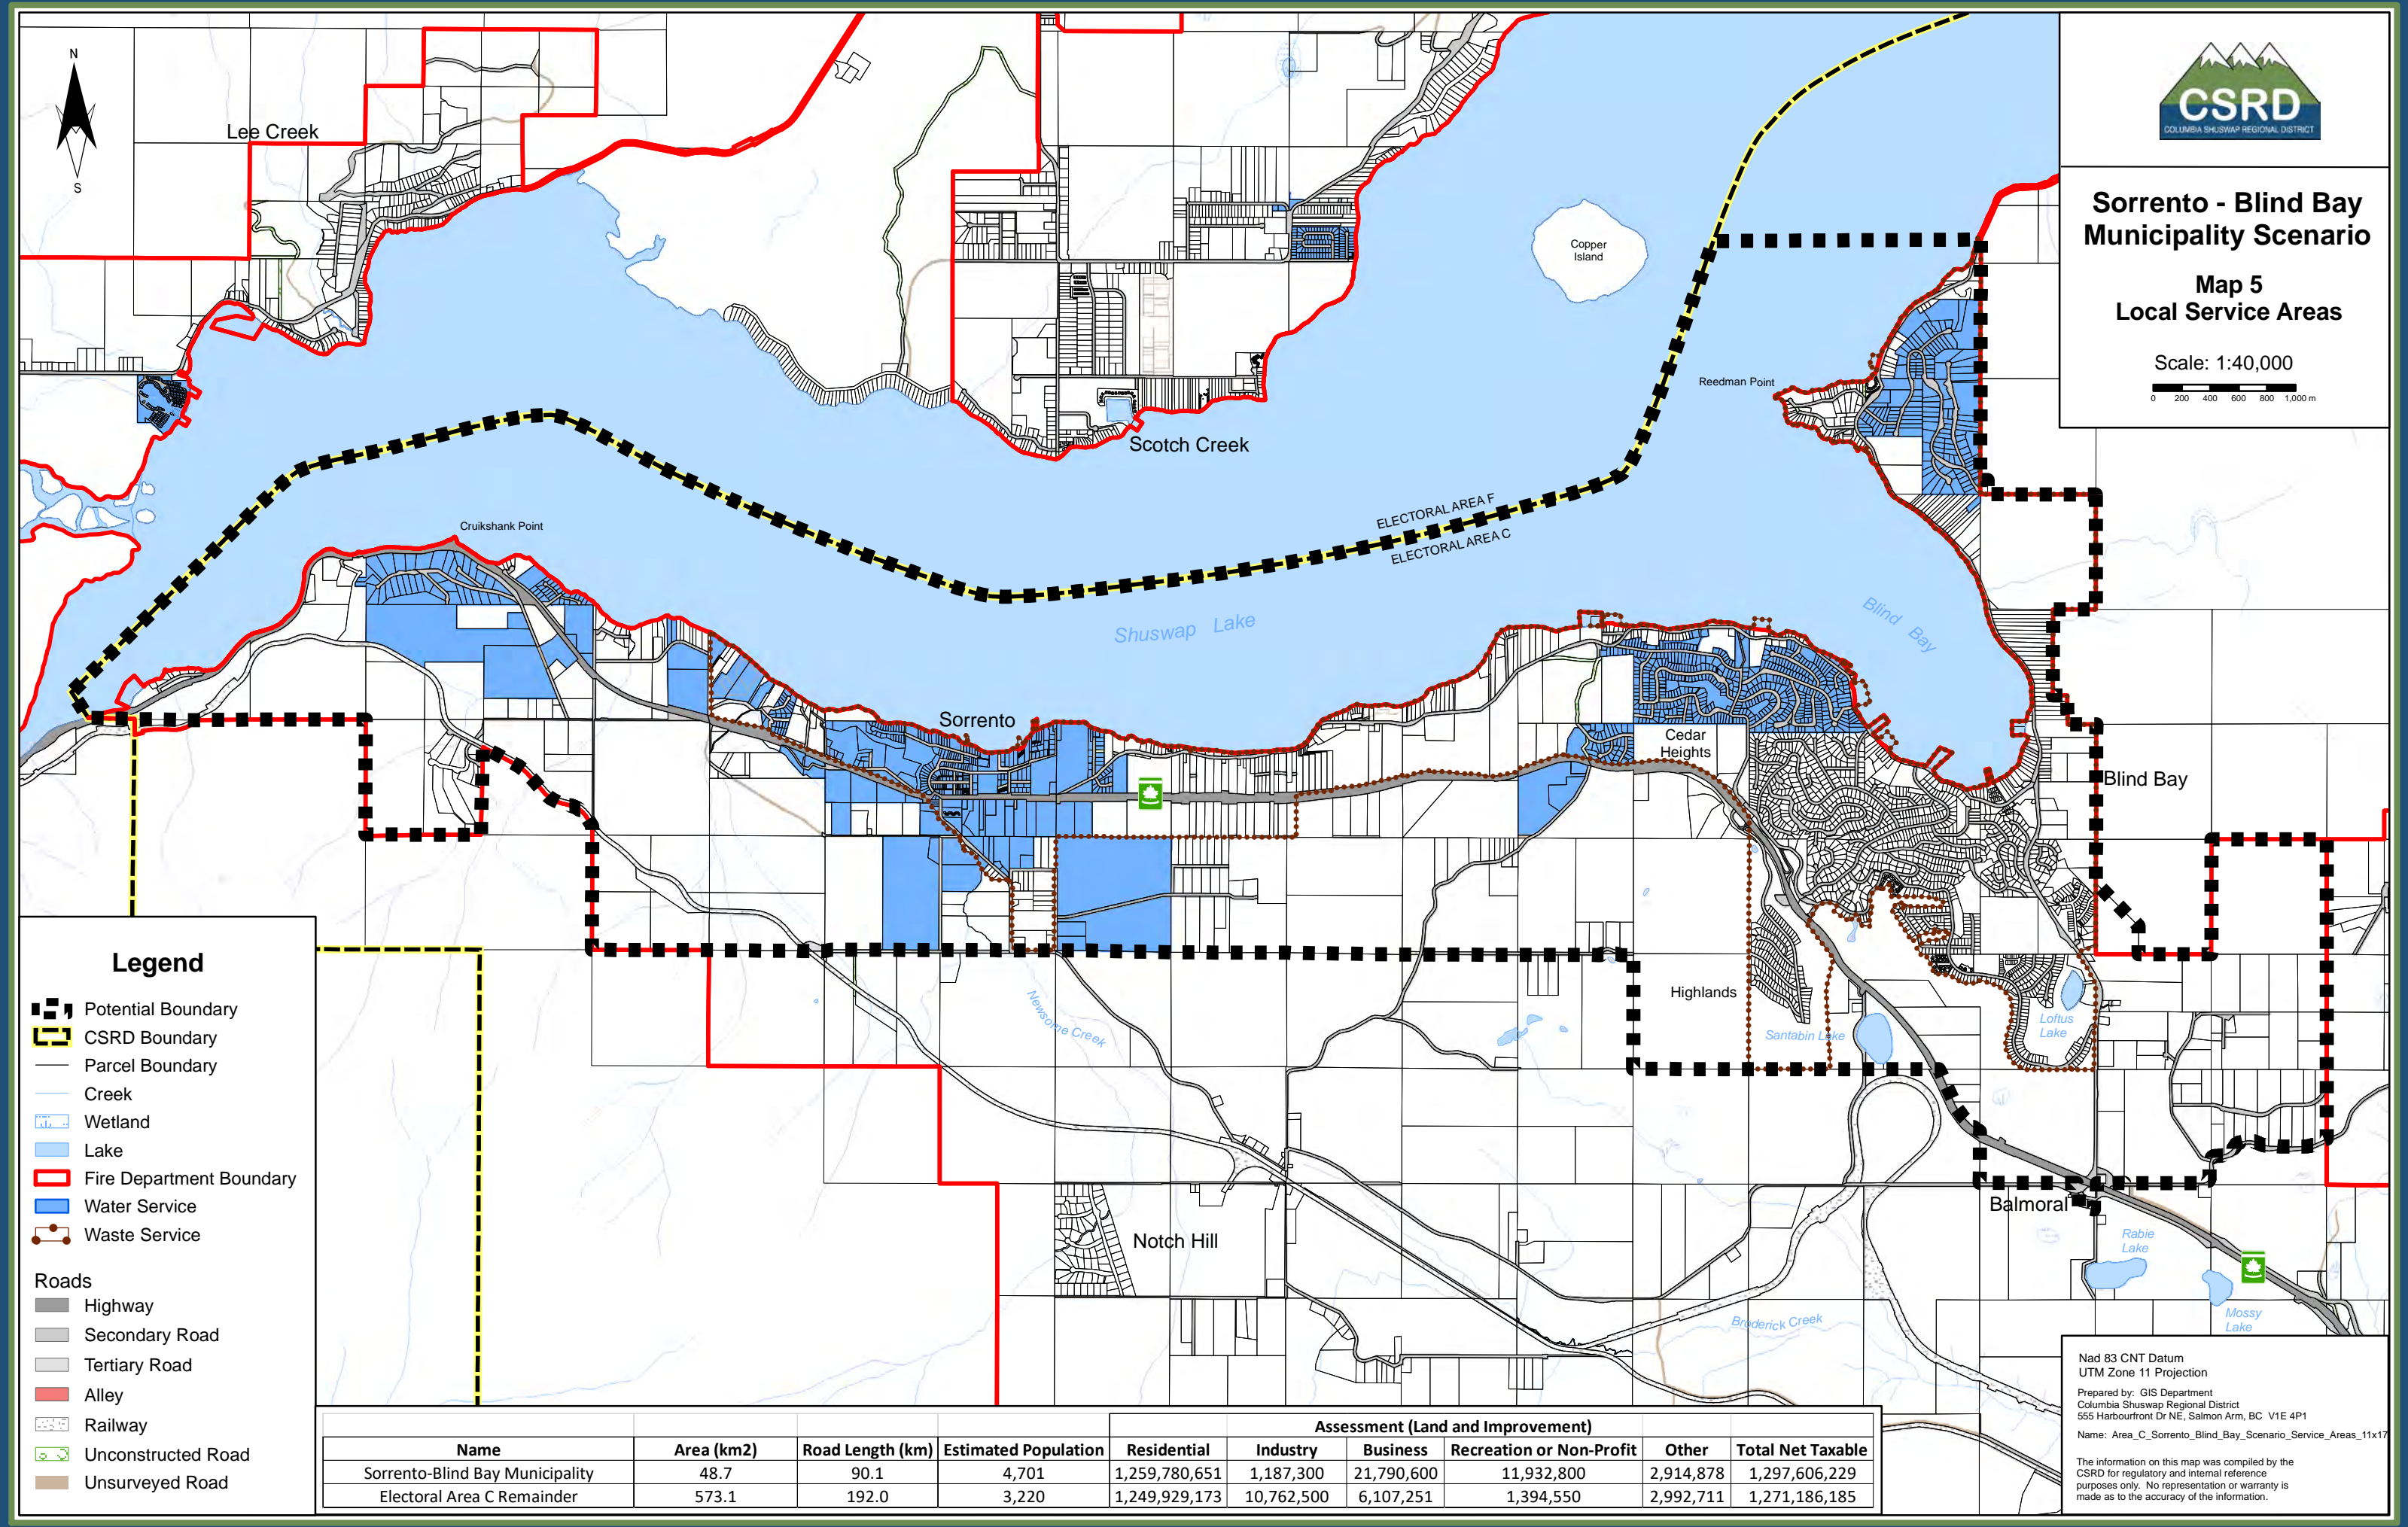 N
S
Lee Creek
Copper
Island
Reedman Point
Scotch Creek
Cruikshank Point
ELECTORAL AREA F
ELECTORAL AREA C
Shuswap Lake
Blind Bay
Sorrento
Cedar
Heights
Blind Bay
Highlands
Santabin Lake
Loftus
Lake
Newsome Creek
Notch Hill
Balmoral
Rabie
Lake
Mossy
Lake
Broderick Creek
CSRD
COLUMBIA SHUSWAP REGIONAL DISTRICT
Sorrento - Blind Bay
Municipality Scenario
Map 5
Local Service Areas
Scale: 1:40,000
0 200 400 600 800 1,000 m
Legend
Potential Boundary
CSRD Boundary
Parcel Boundary
Creek
Wetland
Lake
Fire Department Boundary
Water Service
Waste Service
Roads
Highway
Secondary Road
Tertiary Road
Alley
Railway
Unconstructed Road
Unsurveyed Road
Assessment (Land and Improvement)
Name Area (km2) Road Length (km) Estimated Population Residential Industry Business Recreation or Non-Profit Other Total Net Taxable
Sorrento-Blind Bay Municipality 48.7 90.1 4,701 1,259,780,651 1,187,300 21,790,600 11,932,800 2,914,878 1,297,606,229
Electoral Area C Remainder 573.1 192.0 3,220 1,249,929,173 10,762,500 6,107,251 1,394,550 2,992,711 1,271,186,185
Nad 83 CNT Datum
UTM Zone 11 Projection
Prepared by: GIS Department
Columbia Shuswap Regional District
555 Harbourfront Dr NE, Salmon Arm, BC V1E 4P1
Name: Area_C_Sorrento_Blind_Bay_Scenario_Service_Areas_11x17
The information on this map was compiled by the
CSRD for regulatory and internal reference
purposes only. No representation or warranty is
made as to the accuracy of the information.